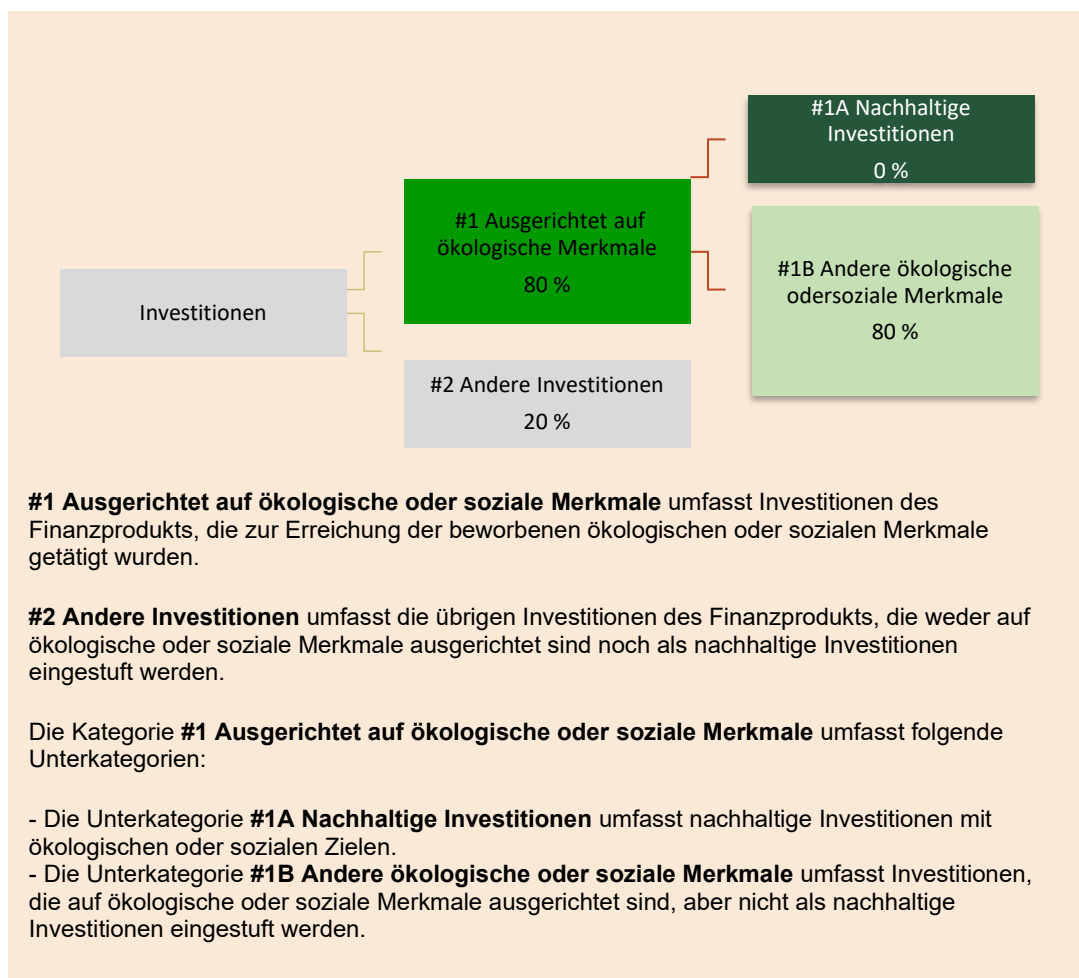 #1A Nachhaltige
Investitionen
0 %
#1 Ausgerichtet auf
ökologische Merkmale
80 %
#1B Andere ökologische
odersoziale Merkmale
80 %
Investitionen
#2 Andere Investitionen
20 %
#1 Ausgerichtet auf ökologische oder soziale Merkmale umfasst Investitionen des
Finanzprodukts, die zur Erreichung der beworbenen ökologischen oder sozialen Merkmale
getätigt wurden.
#2 Andere Investitionen umfasst die übrigen Investitionen des Finanzprodukts, die weder auf
ökologische oder soziale Merkmale ausgerichtet sind noch als nachhaltige Investitionen
eingestuft werden.
Die Kategorie #1 Ausgerichtet auf ökologische oder soziale Merkmale umfasst folgende
Unterkategorien:
- Die Unterkategorie #1A Nachhaltige Investitionen umfasst nachhaltige Investitionen mit
ökologischen oder sozialen Zielen.
- Die Unterkategorie #1B Andere ökologische oder soziale Merkmale umfasst Investitionen,
die auf ökologische oder soziale Merkmale ausgerichtet sind, aber nicht als nachhaltige
Investitionen eingestuft werden.